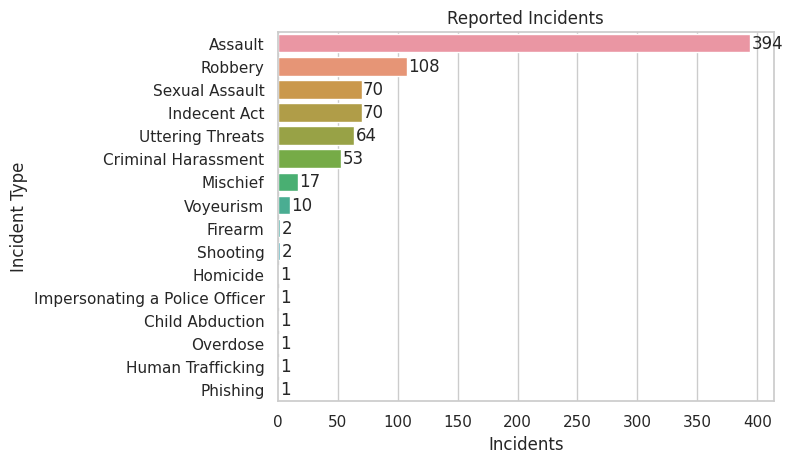 Reported Incidents
Assault 394
Robbery 108
Sexual Assault 70
Indecent Act 70
Uttering Threats 64
Criminal Harassment 53
Mischief 17
Voyeurism 10
Firearm 2
Shooting 2
Homicide 1
Impersonating a Police Officer 1
Child Abduction 1
Overdose 1
Human Trafficking 1
Phishing 1
Incident Type
0 50 100 150 200 250 300 350 400
Incidents